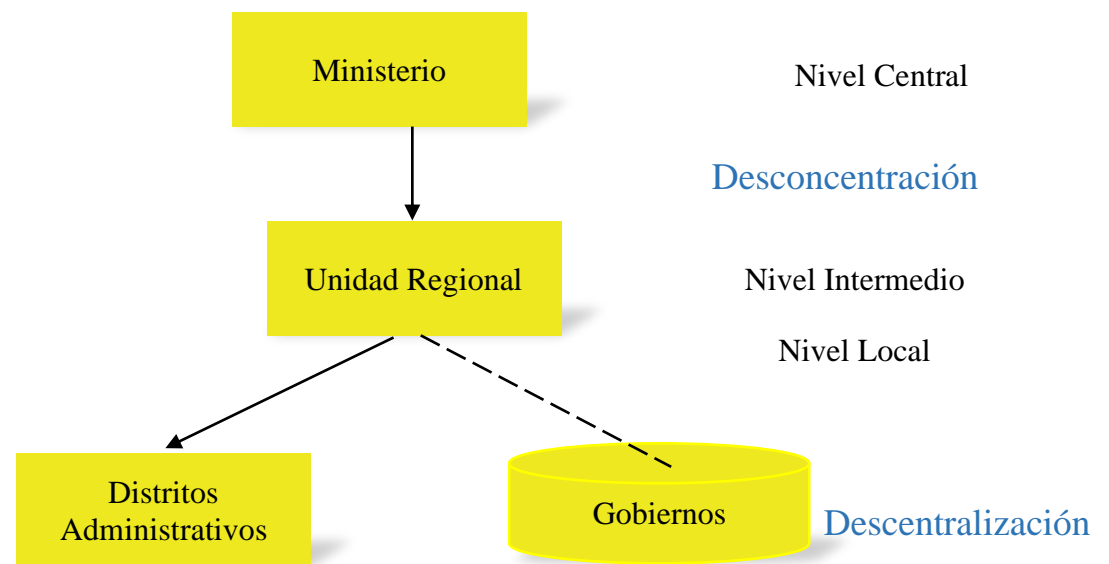 Ministerio
Nivel Central
Desconcentración
Unidad Regional
Nivel Intermedio
Nivel Local
Distritos
Administrativos
Gobiernos
Descentralización